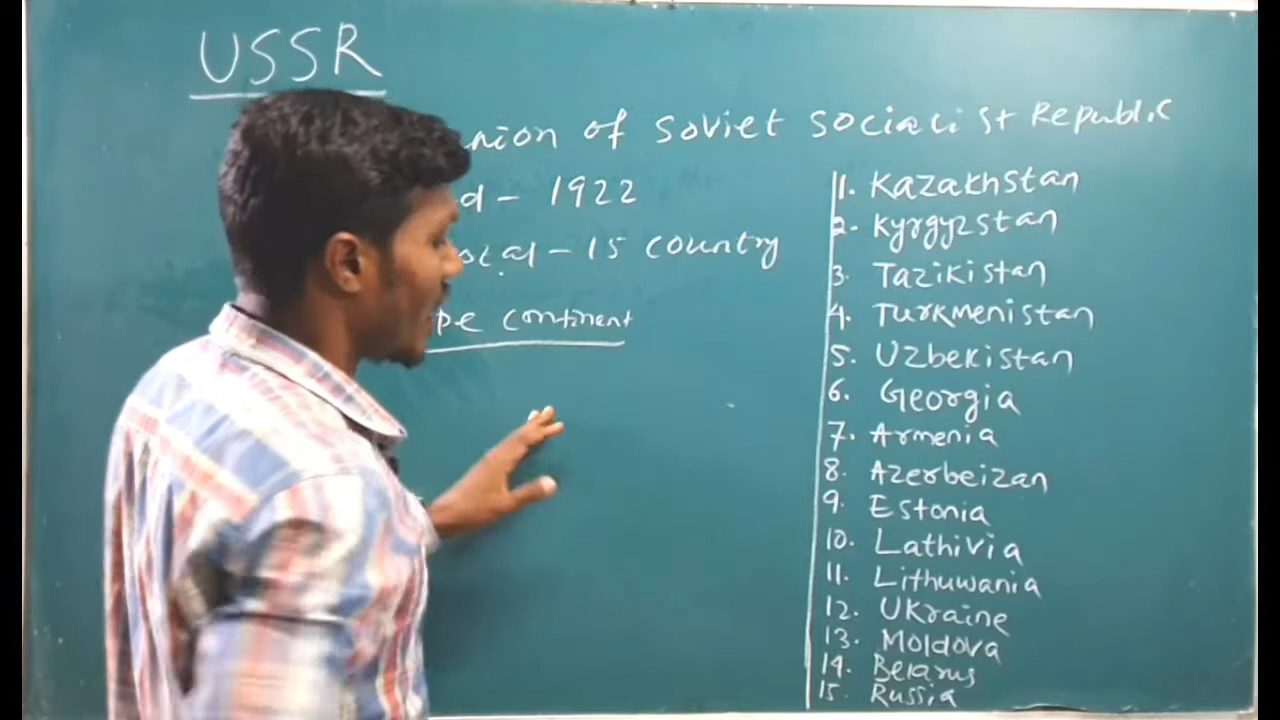 USSR
nion of soviet socialist Republic
d - 1922
otal - 15 country
pe continent
1. Kazakhstan
2. Kyrgyzstan
3. Tazikistan
4. Turkmenistan
5. Uzbekistan
6. Georgia
7. Armenia
8. Azerbeizan
9. Estonia
10. Lathivia
11. Lithuwania
12. Ukraine
13. Moldova
14. Belarus
15. Russia